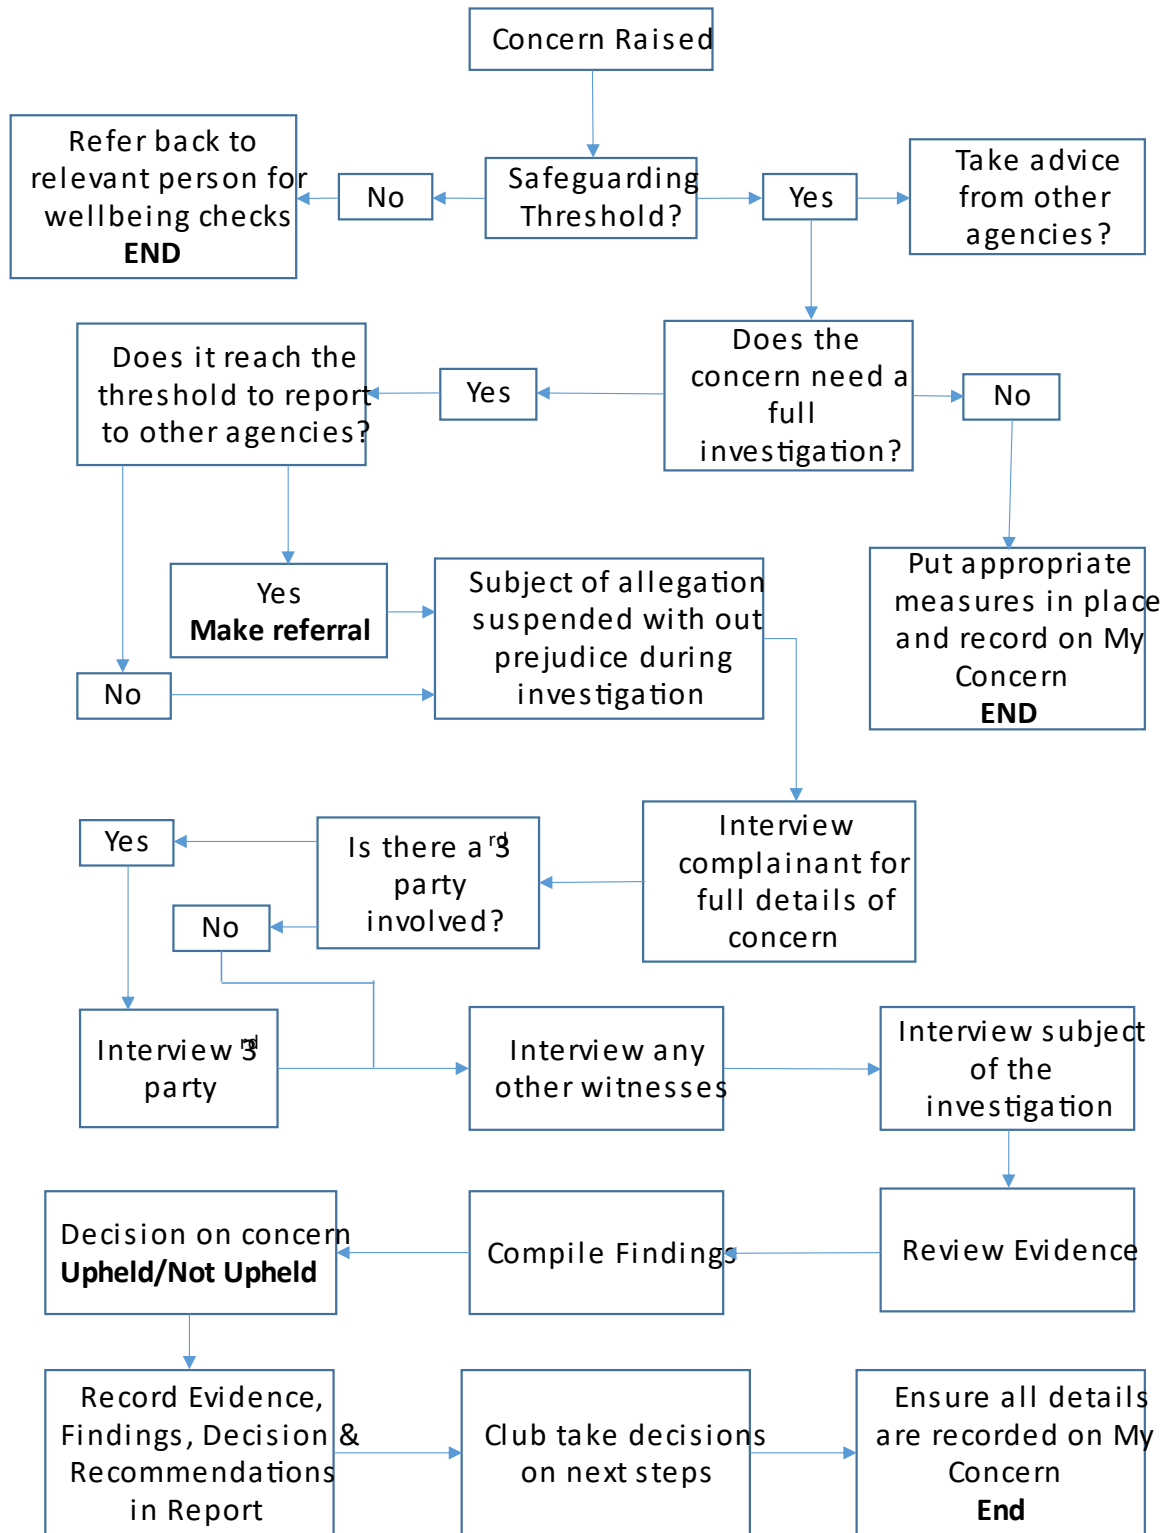 Concern Raised
Refer back to
relevant person for
wellbeing checks
END
No
Safeguarding
Threshold?
Yes
Take advice
from other
agencies?
Does it reach the
threshold to report
to other agencies?
Yes
Does the
concern need a
full
investigation?
No
Yes
Make referral
No
Subject of allegation
suspended with out
prejudice during
investigation
Put appropriate
measures in place
and record on My
Concern
END
Yes
No
Is there a 3rd
party
involved?
Interview
complainant for
full details of
concern
Interview 3rd
party
Interview any
other witnesses
Interview subject
of the
investigation
Decision on concern
Upheld/Not Upheld
Compile Findings
Review Evidence
Record Evidence,
Findings, Decision &
Recommendations
in Report
Club take decisions
on next steps
Ensure all details
are recorded on My
Concern
End